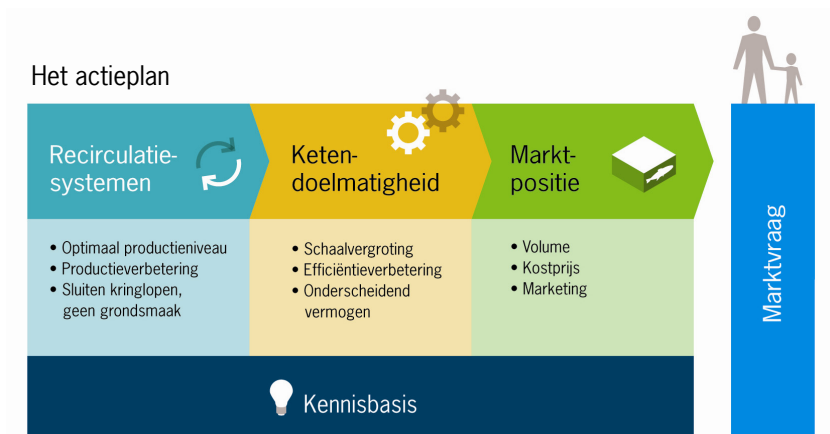 Het actieplan
Recirculatie-
systemen
• Optimaal productieniveau
• Productieverbetering
• Sluiten kringlopen,
geen grondsmaak
Keten-
doelmatigheid
• Schaalvergroting
• Efficiëntieverbetering
• Onderscheidend
vermogen
Markt-
positie
• Volume
• Kostprijs
• Marketing
Kennisbasis
Marktvraag